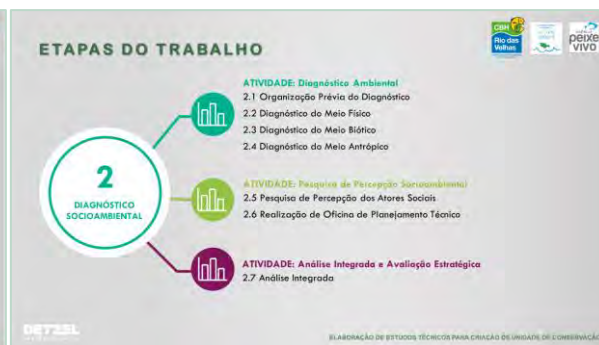 ETAPAS DO TRABALHO
CBH
Rio das Velhas
peixe vivo
2
DIAGNÓSTICO
SOCIOAMBIENTAL
ATIVIDADE: Diagnóstico Ambiental
2.1 Organização Prévia do Diagnóstico
2.2 Diagnóstico do Meio Físico
2.3 Diagnóstico do Meio Biótico
2.4 Diagnóstico do Meio Antrópico
ATIVIDADE: Pesquisa de Percepção Socioambiental
2.5 Pesquisa de Percepção dos Atores Sociais
2.6 Realização de Oficina de Planejamento Técnico
ATIVIDADE: Análise Integrada e Avaliação Estratégica
2.7 Análise Integrada
DETZEL
ELABORAÇÃO DE ESTUDOS TÉCNICOS PARA CRIAÇÃO DE UNIDADE DE CONSERVAÇÃO